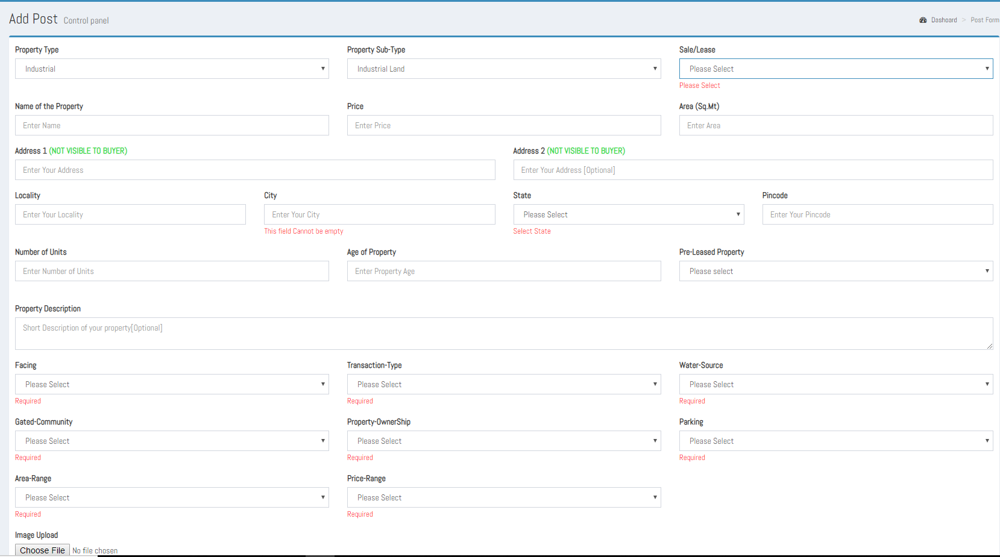 Add Post Control panel
Dashoard > Post Form
Property Type Property Sub-Type Sale/Lease
Industrial Industrial Land Please Select
Please Select
Name of the Property Price Area (Sq.Mt)
Enter Name Enter Price Enter Area
Address 1 (NOT VISIBLE TO BUYER) Address 2 (NOT VISIBLE TO BUYER)
Enter Your Address Enter Your Address [Optional]
Locality City State Pincode
Enter Your Locality Enter Your City Please Select Enter Your Pincode
This field Cannot be empty Select State
Number of Units Age of Property Pre-Leased Property
Enter Number of Units Enter Property Age Please select
Property Description
Short Description of your property[Optional]
Facing Transaction-Type Water-Source
Please Select Please Select Please Select
Required Required Required
Gated-Community Property-OwnerShip Parking
Please Select Please Select Please Select
Required Required Required
Area-Range Price-Range
Please Select Please Select
Required Required
Image Upload
Choose File No file chosen